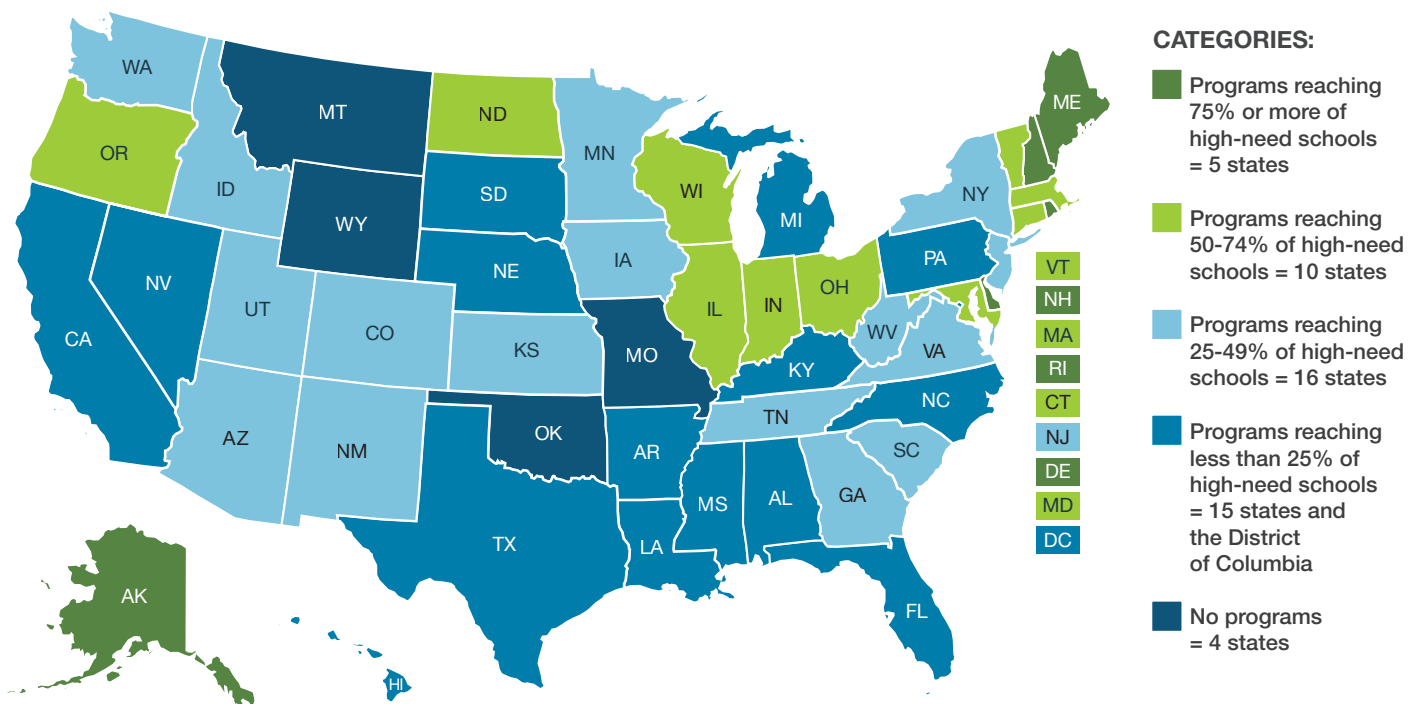 WA
MT
ND
MN
ME
OR
ID
WY
SD
WI
NY
MI
IA
NE
PA
NV
UT
CO
IL
IN
OH
CA
KS
MO
WV
VA
KY
NC
AZ
NM
OK
TN
AR
SC
TX
LA
MS
AL
GA
FL
AK
HI
VT
NH
MA
RI
CT
NJ
DE
MD
DC
CATEGORIES:
Programs reaching
75% or more of
high-need schools
= 5 states
Programs reaching
50-74% of high-need
schools = 10 states
Programs reaching
25-49% of high-need
schools = 16 states
Programs reaching
less than 25% of
high-need schools
= 15 states and
the District
of Columbia
No programs
= 4 states